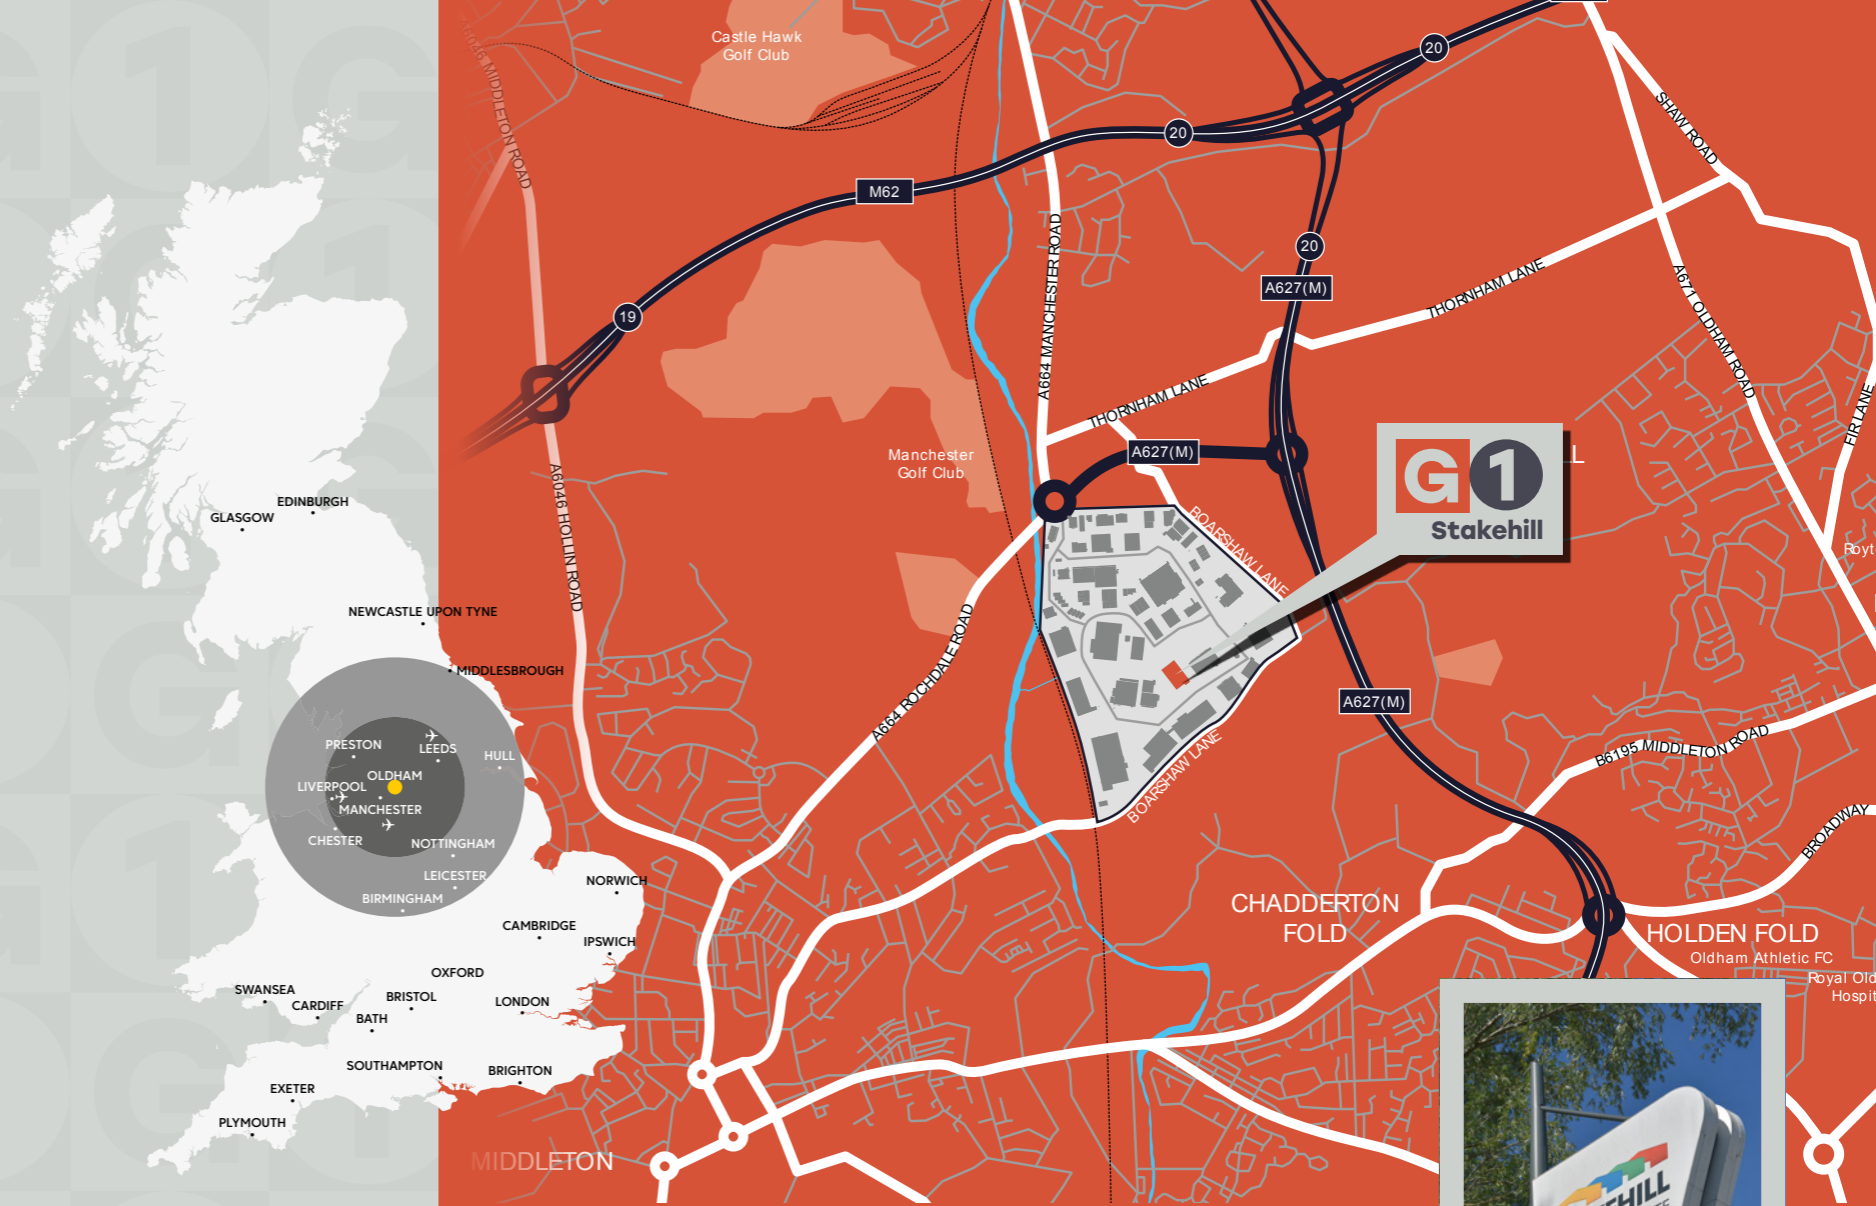 EDINBURGH
GLASGOW
NEWCASTLE UPON TYNE
MIDDLESBROUGH
PRESTON
LEEDS
HULL
OLDHAM
LIVERPOOL
MANCHESTER
CHESTER
NOTTINGHAM
LEICESTER
BIRMINGHAM
NORWICH
CAMBRIDGE
IPSWICH
OXFORD
SWANSEA
CARDIFF
BRISTOL
LONDON
BATH
SOUTHAMPTON
BRIGHTON
EXETER
PLYMOUTH
Castle Hawk
Golf Club
A6046 MIDDLETON ROAD
20
20
M62
SHAW ROAD
19
20
A627(M)
A664 MANCHESTER ROAD
THORNHAM LANE
THORNHAM LANE
A671 OLDHAM ROAD
FIR LANE
A627(M)
Manchester
Golf Club
A6046 HOLLIN ROAD
G1
Stakehill
L
BOARSHAW LANE
A664 ROCHDALE ROAD
A627(M)
B6195 MIDDLETON ROAD
BOARSHAW LANE
BROADWAY
CHADDERTON
FOLD
HOLDEN FOLD
Oldham Athletic FC
Royal Old
Hospit
MIDDLETON